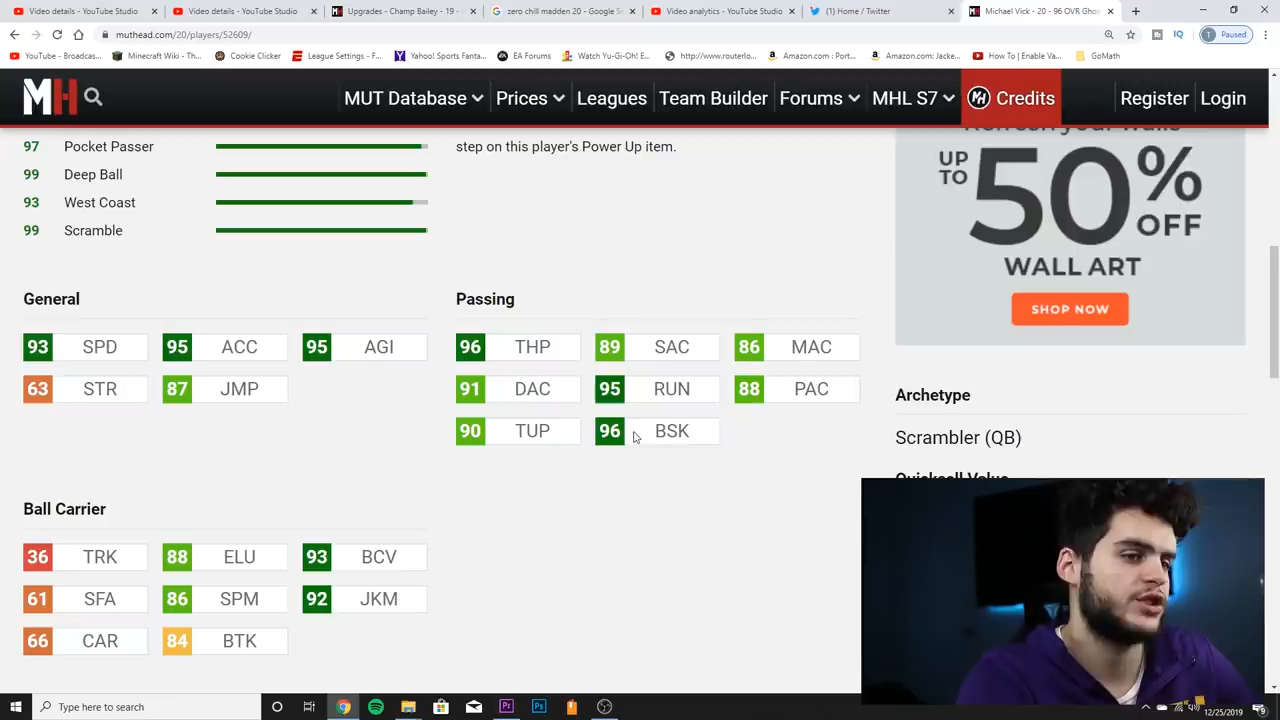 Video details - YouTube Studio
Video details - YouTube Studio
Upgrades - Champ Bailey - 19 -
zero chill madden 20 - Google S
Video analytics - YouTube Studio
(1) Home / Twitter
Michael Vick - 20 - 96 OVR Gho
muthead.com/20/players/52609/
Paused
YouTube - Broadcas...
Minecraft Wiki - Th...
Cookie Clicker
League Settings - F...
Yahoo! Sports Fanta...
EA Forums
Watch Yu-Gi-Oh! E...
http://www.routerlo...
Amazon.com : Port...
Amazon.com: Jacke...
How To | Enable Va...
GoMath
MH
MUT Database
Prices
Leagues
Team Builder
Forums
MHL S7
MH Credits
Register
Login
97 Pocket Passer
99 Deep Ball
93 West Coast
99 Scramble
step on this player's Power Up item.
Refresh your walls
UP TO 50% OFF
WALL ART
SHOP NOW
General
93 SPD 95 ACC 95 AGI
63 STR 87 JMP
Passing
96 THP 89 SAC 86 MAC
91 DAC 95 RUN 88 PAC
90 TUP 96 BSK
Ball Carrier
36 TRK 88 ELU 93 BCV
61 SFA 86 SPM 92 JKM
66 CAR 84 BTK
Archetype
Scrambler (QB)
Quicksell Value
Type here to search
12/25/2019